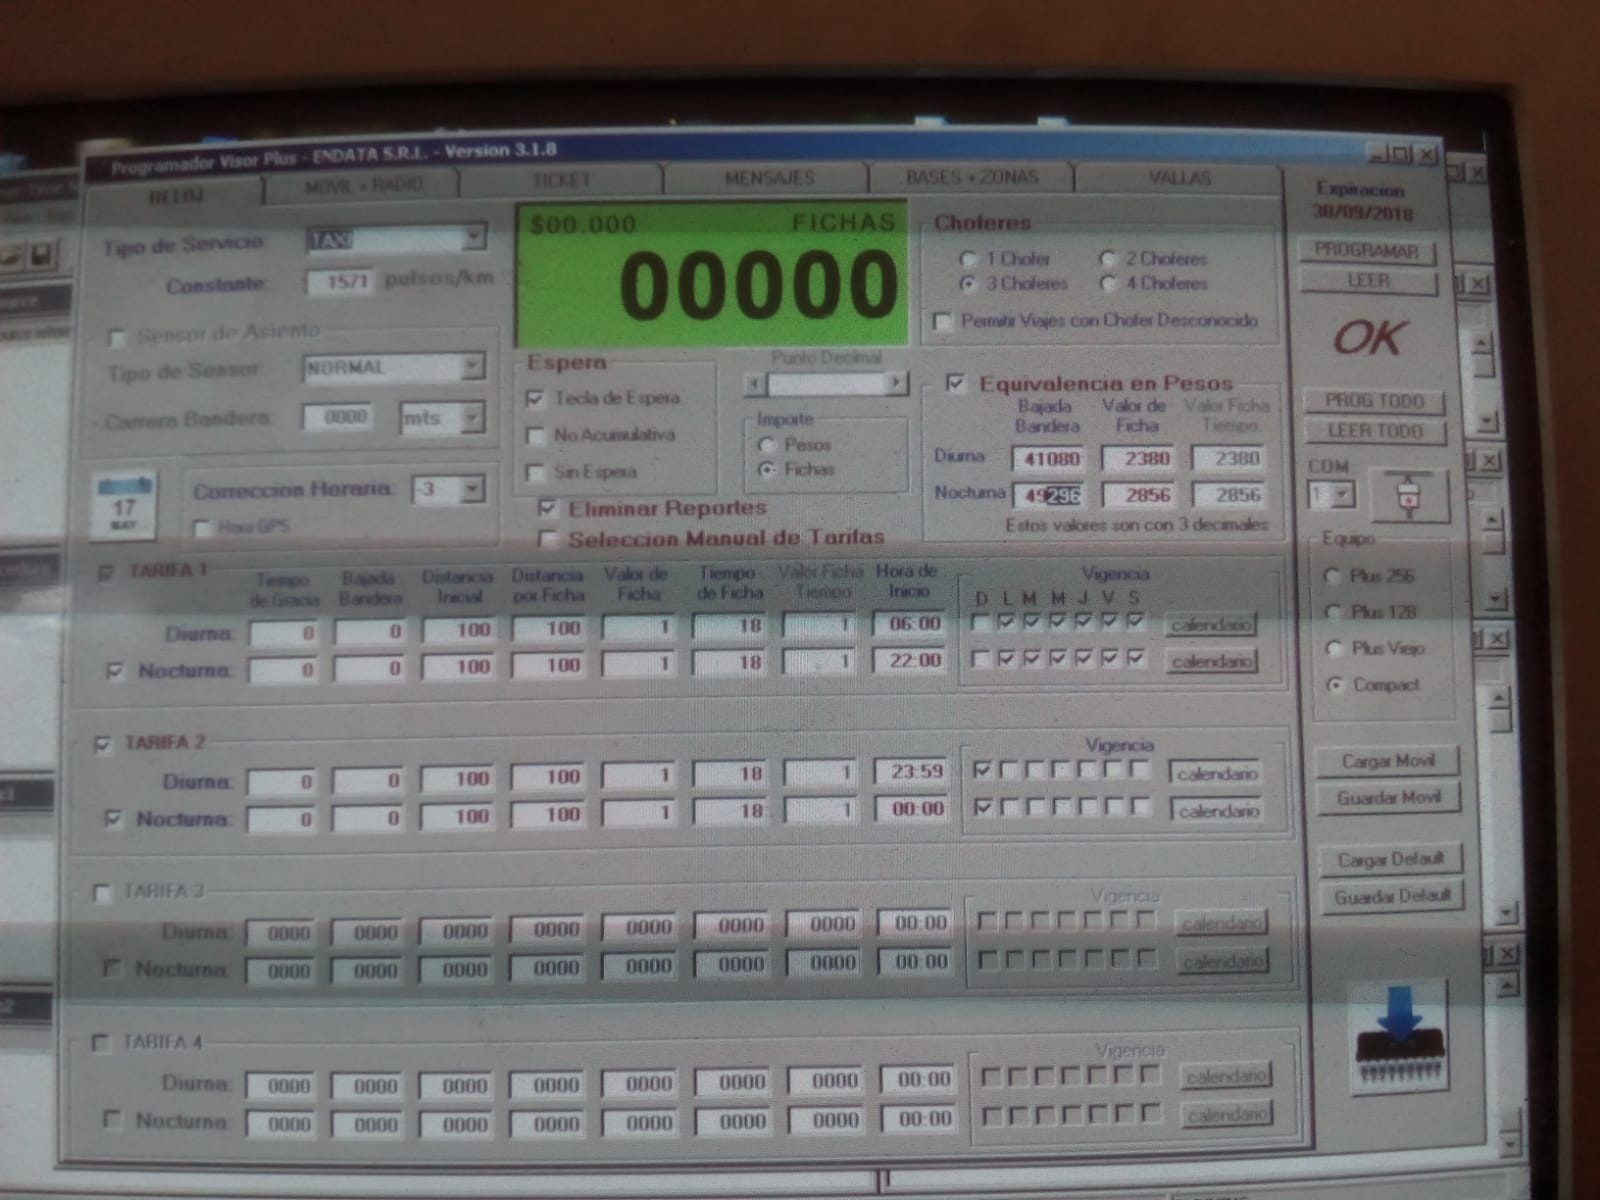 Programador Visor Plus - ENDATA S.R.L. - Version 3.1.8
RELOJ
MOVIL + RADIO
TICKET
MENSAJES
BASES + ZONAS
VALLAS
Tipo de Servicio: TAXI
Constante: 1571 pulsos/km
Sensor de Asiento
Tipo de Sensor: NORMAL
Carrera Bandera: 0000 mts
17
MAY
Correccion Horaria: -3
Hora GPS
$00.000 FICHAS
00000
Espera
Tecla de Espera
No Acumulativa
Sin Espera
Punto Decimal
Importe
Pesos
Fichas
Eliminar Reportes
Seleccion Manual de Tarifas
Choferes
1 Chofer 2 Choferes
3 Choferes 4 Choferes
Permitir Viajes con Chofer Desconocido
Equivalencia en Pesos
Bajada Bandera Valor de Ficha Valor Ficha Tiempo
Diurna 41080 2380 2380
Nocturna 49296 2856 2856
Estos valores son con 3 decimales
TARIFA 1
Tiempo de Gracia Bajada Bandera Distancia Inicial Distancia por Ficha Valor de Ficha Tiempo de Ficha Valor Ficha Tiempo Hora de Inicio
Vigencia
D L M M J V S
Diurna: 0 0 100 100 1 18 1 06:00 calendario
Nocturna: 0 0 100 100 1 18 1 22:00 calendario
TARIFA 2
Vigencia
Diurna: 0 0 100 100 1 18 1 23:59 calendario
Nocturna: 0 0 100 100 1 18 1 00:00 calendario
TARIFA 3
Vigencia
Diurna: 0000 0000 0000 0000 0000 0000 0000 00:00 calendario
Nocturna: 0000 0000 0000 0000 0000 0000 0000 00:00 calendario
TARIFA 4
Vigencia
Diurna: 0000 0000 0000 0000 0000 0000 0000 00:00 calendario
Nocturna: 0000 0000 0000 0000 0000 0000 0000 00:00 calendario
Expiracion
30/09/2018
PROGRAMAR
LEER
OK
PROG TODO
LEER TODO
COM
1
Equipo
Plus 256
Plus 128
Plus Viejo
Compact
Cargar Movil
Guardar Movil
Cargar Default
Guardar Default